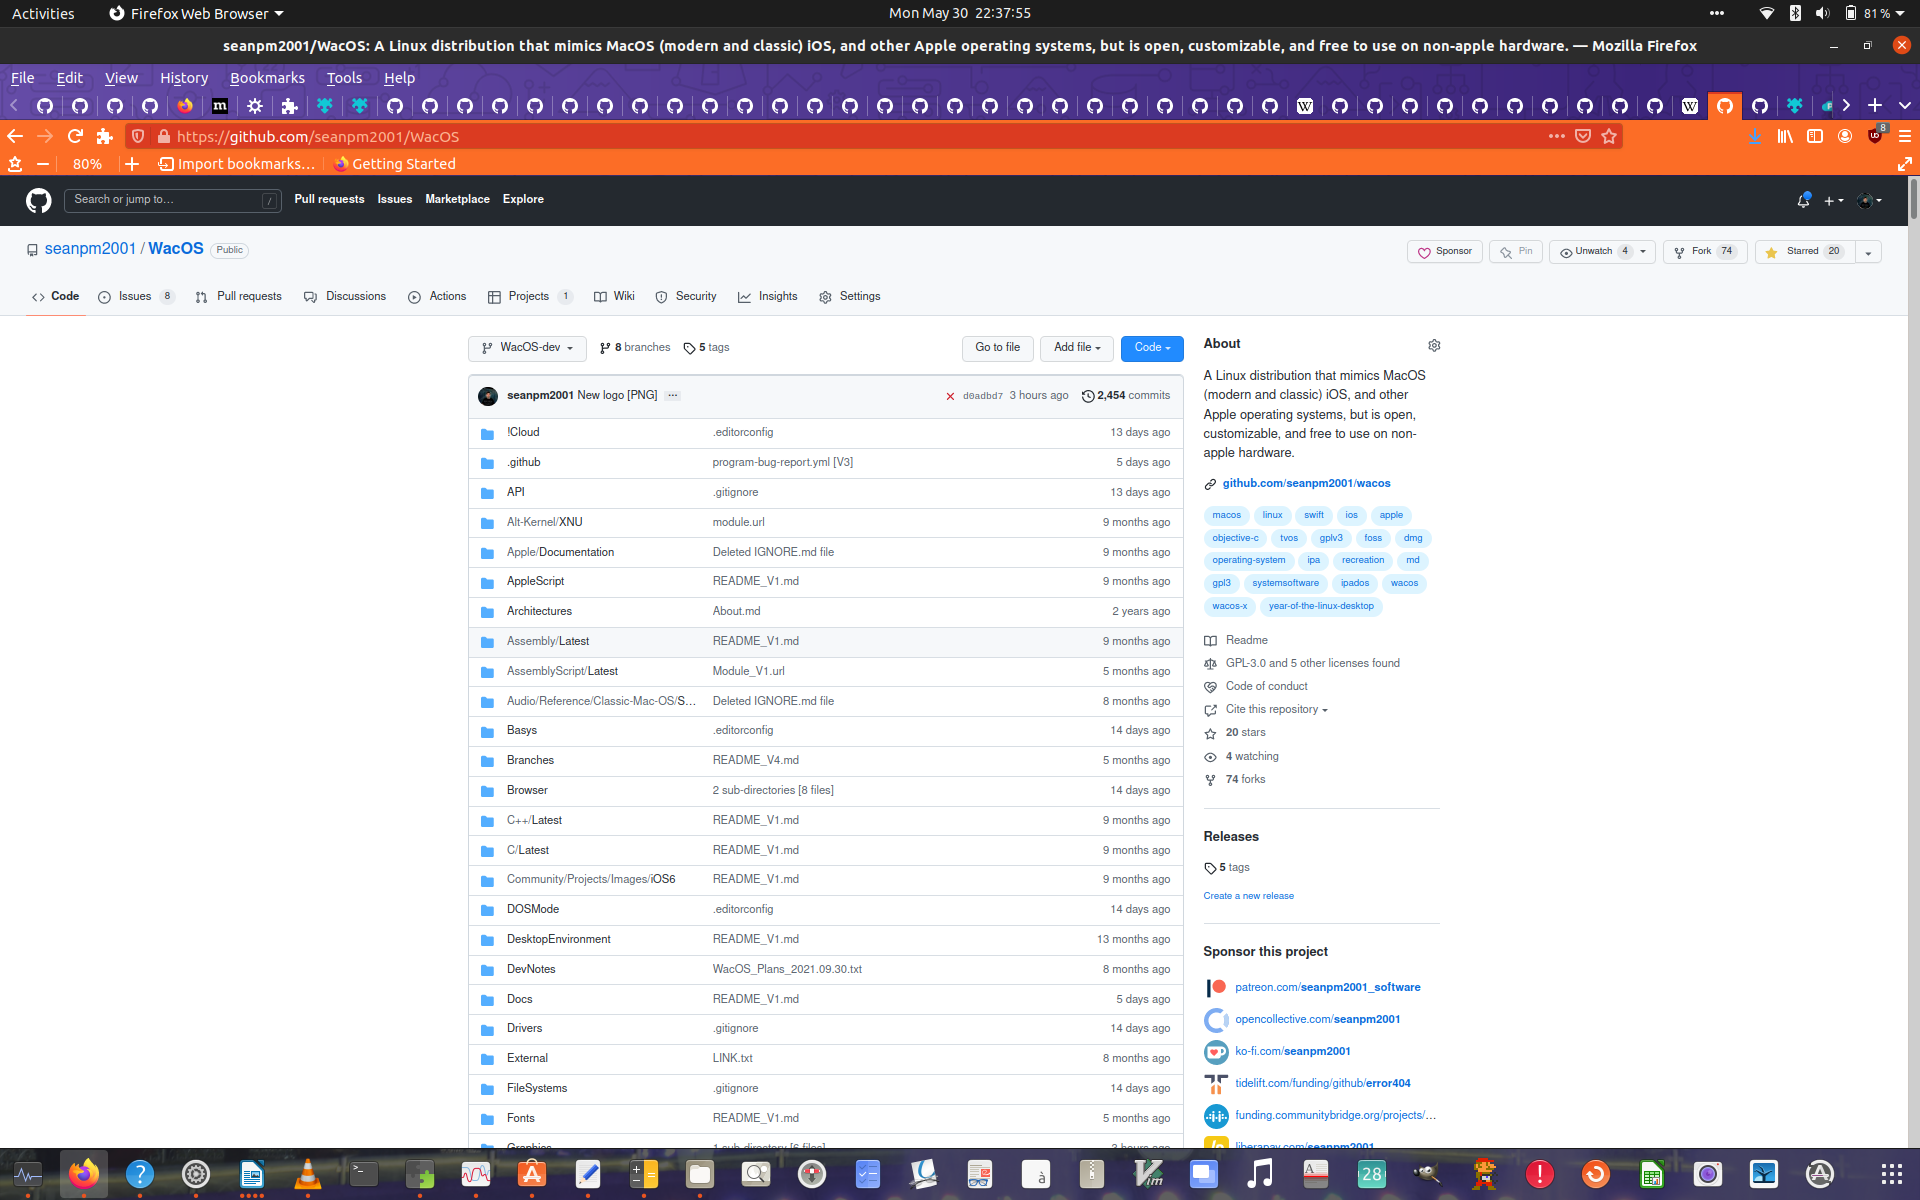 Activities Firefox Web Browser Mon May 30 22:37:55 81 %
seanpm2001/WacOS: A Linux distribution that mimics MacOS (modern and classic) iOS, and other Apple operating systems, but is open, customizable, and free to use on non-apple hardware. — Mozilla Firefox
File Edit View History Bookmarks Tools Help
https://github.com/seanpm2001/WacOS 8
80% Import bookmarks… Getting Started
Search or jump to… / Pull requests Issues Marketplace Explore
seanpm2001 / WacOS Public Sponsor Pin Unwatch 4 Fork 74 Starred 20
Code Issues 8 Pull requests Discussions Actions Projects 1 Wiki Security Insights Settings
WacOS-dev 8 branches 5 tags Go to file Add file Code
seanpm2001 New logo [PNG] ··· d0adbd7 3 hours ago 2,454 commits
!Cloud .editorconfig 13 days ago
.github program-bug-report.yml [V3] 5 days ago
API .gitignore 13 days ago
Alt-Kernel/XNU module.url 9 months ago
Apple/Documentation Deleted IGNORE.md file 9 months ago
AppleScript README_V1.md 9 months ago
Architectures About.md 2 years ago
Assembly/Latest README_V1.md 9 months ago
AssemblyScript/Latest Module_V1.url 5 months ago
Audio/Reference/Classic-Mac-OS/S… Deleted IGNORE.md file 8 months ago
Basys .editorconfig 14 days ago
Branches README_V4.md 5 months ago
Browser 2 sub-directories [8 files] 14 days ago
C++/Latest README_V1.md 9 months ago
C/Latest README_V1.md 9 months ago
Community/Projects/Images/iOS6 README_V1.md 9 months ago
DOSMode .editorconfig 14 days ago
DesktopEnvironment README_V1.md 13 months ago
DevNotes WacOS_Plans_2021.09.30.txt 8 months ago
Docs README_V1.md 5 days ago
Drivers .gitignore 14 days ago
External LINK.txt 8 months ago
FileSystems .gitignore 14 days ago
Fonts README_V1.md 5 months ago
Graphics 1 sub-directory [6 files] 3 hours ago
About
A Linux distribution that mimics MacOS
(modern and classic) iOS, and other
Apple operating systems, but is open,
customizable, and free to use on non-
apple hardware.
github.com/seanpm2001/wacos
macos linux swift ios apple
objective-c tvos gplv3 foss dmg
operating-system ipa recreation md
gpl3 systemsoftware ipados wacos
wacos-x year-of-the-linux-desktop
Readme
GPL-3.0 and 5 other licenses found
Code of conduct
Cite this repository
20 stars
4 watching
74 forks
Releases
5 tags
Create a new release
Sponsor this project
patreon.com/seanpm2001_software
opencollective.com/seanpm2001
ko-fi.com/seanpm2001
tidelift.com/funding/github/error404
funding.communitybridge.org/projects/…
liberapay.com/seanpm2001
28